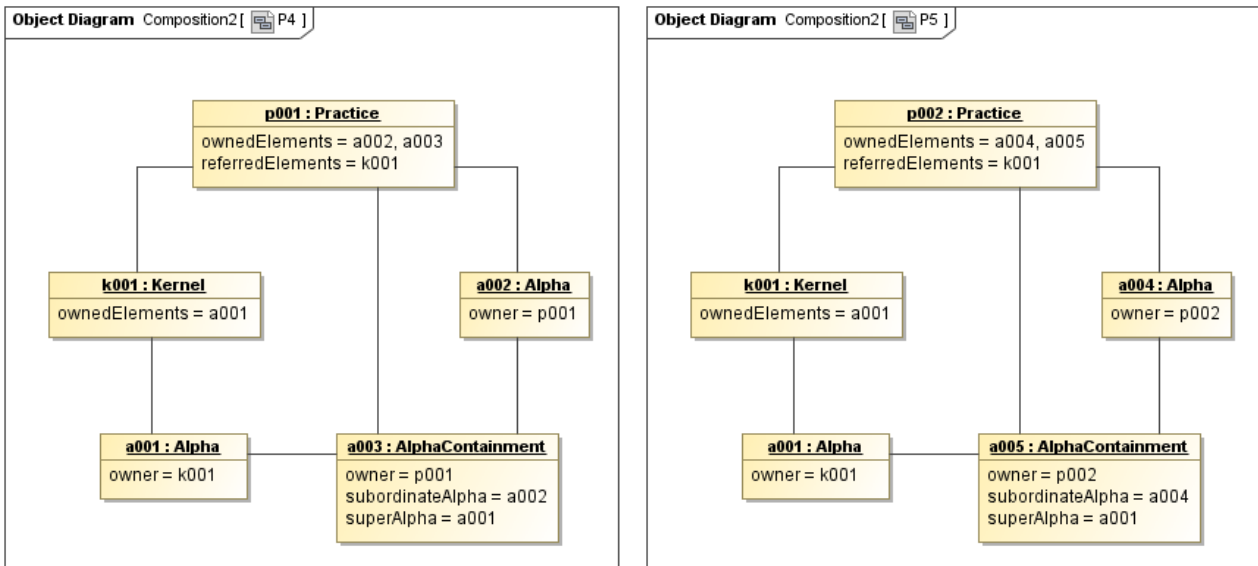 Object Diagram Composition2 [ P4 ]
p001 : Practice
ownedElements = a002, a003
referredElements = k001
k001 : Kernel
ownedElements = a001
a002 : Alpha
owner = p001
a001 : Alpha
owner = k001
a003 : AlphaContainment
owner = p001
subordinateAlpha = a002
superAlpha = a001
Object Diagram Composition2 [ P5 ]
p002 : Practice
ownedElements = a004, a005
referredElements = k001
k001 : Kernel
ownedElements = a001
a004 : Alpha
owner = p002
a001 : Alpha
owner = k001
a005 : AlphaContainment
owner = p002
subordinateAlpha = a004
superAlpha = a001